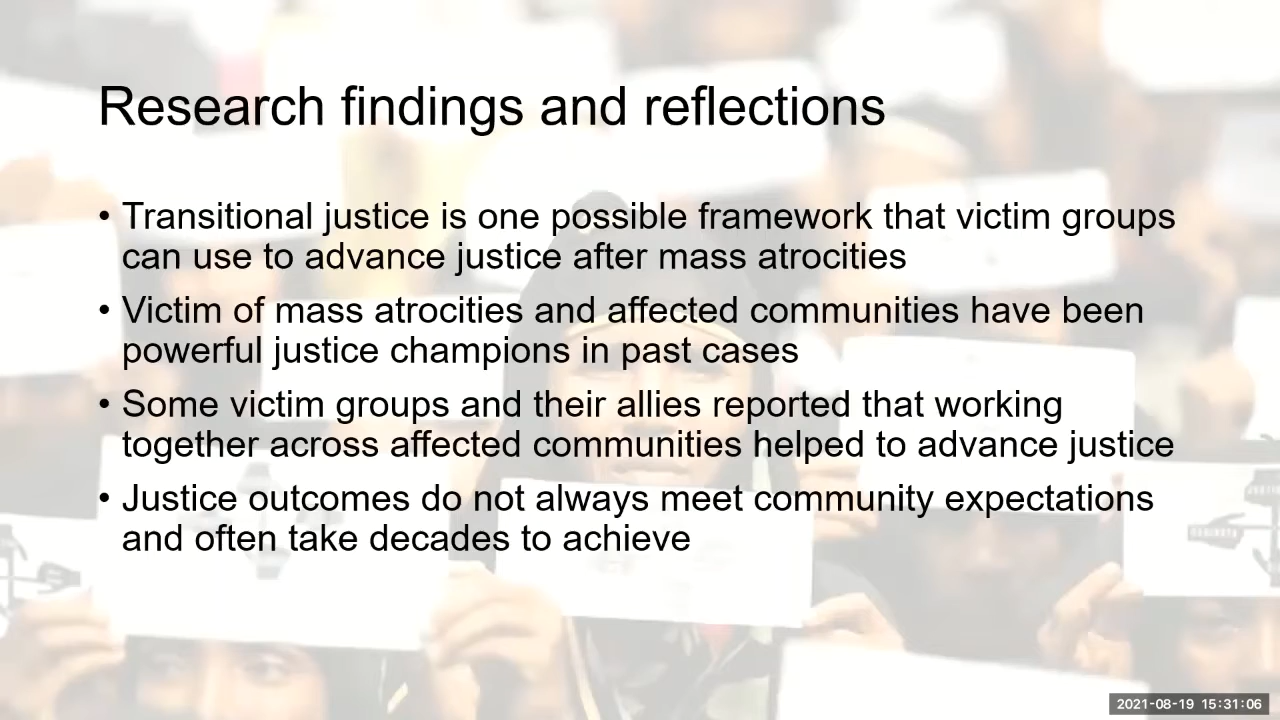 Research findings and reflections
• Transitional justice is one possible framework that victim groups
can use to advance justice after mass atrocities
• Victim of mass atrocities and affected communities have been
powerful justice champions in past cases
• Some victim groups and their allies reported that working
together across affected communities helped to advance justice
• Justice outcomes do not always meet community expectations
and often take decades to achieve
2021-08-19 15:31:06